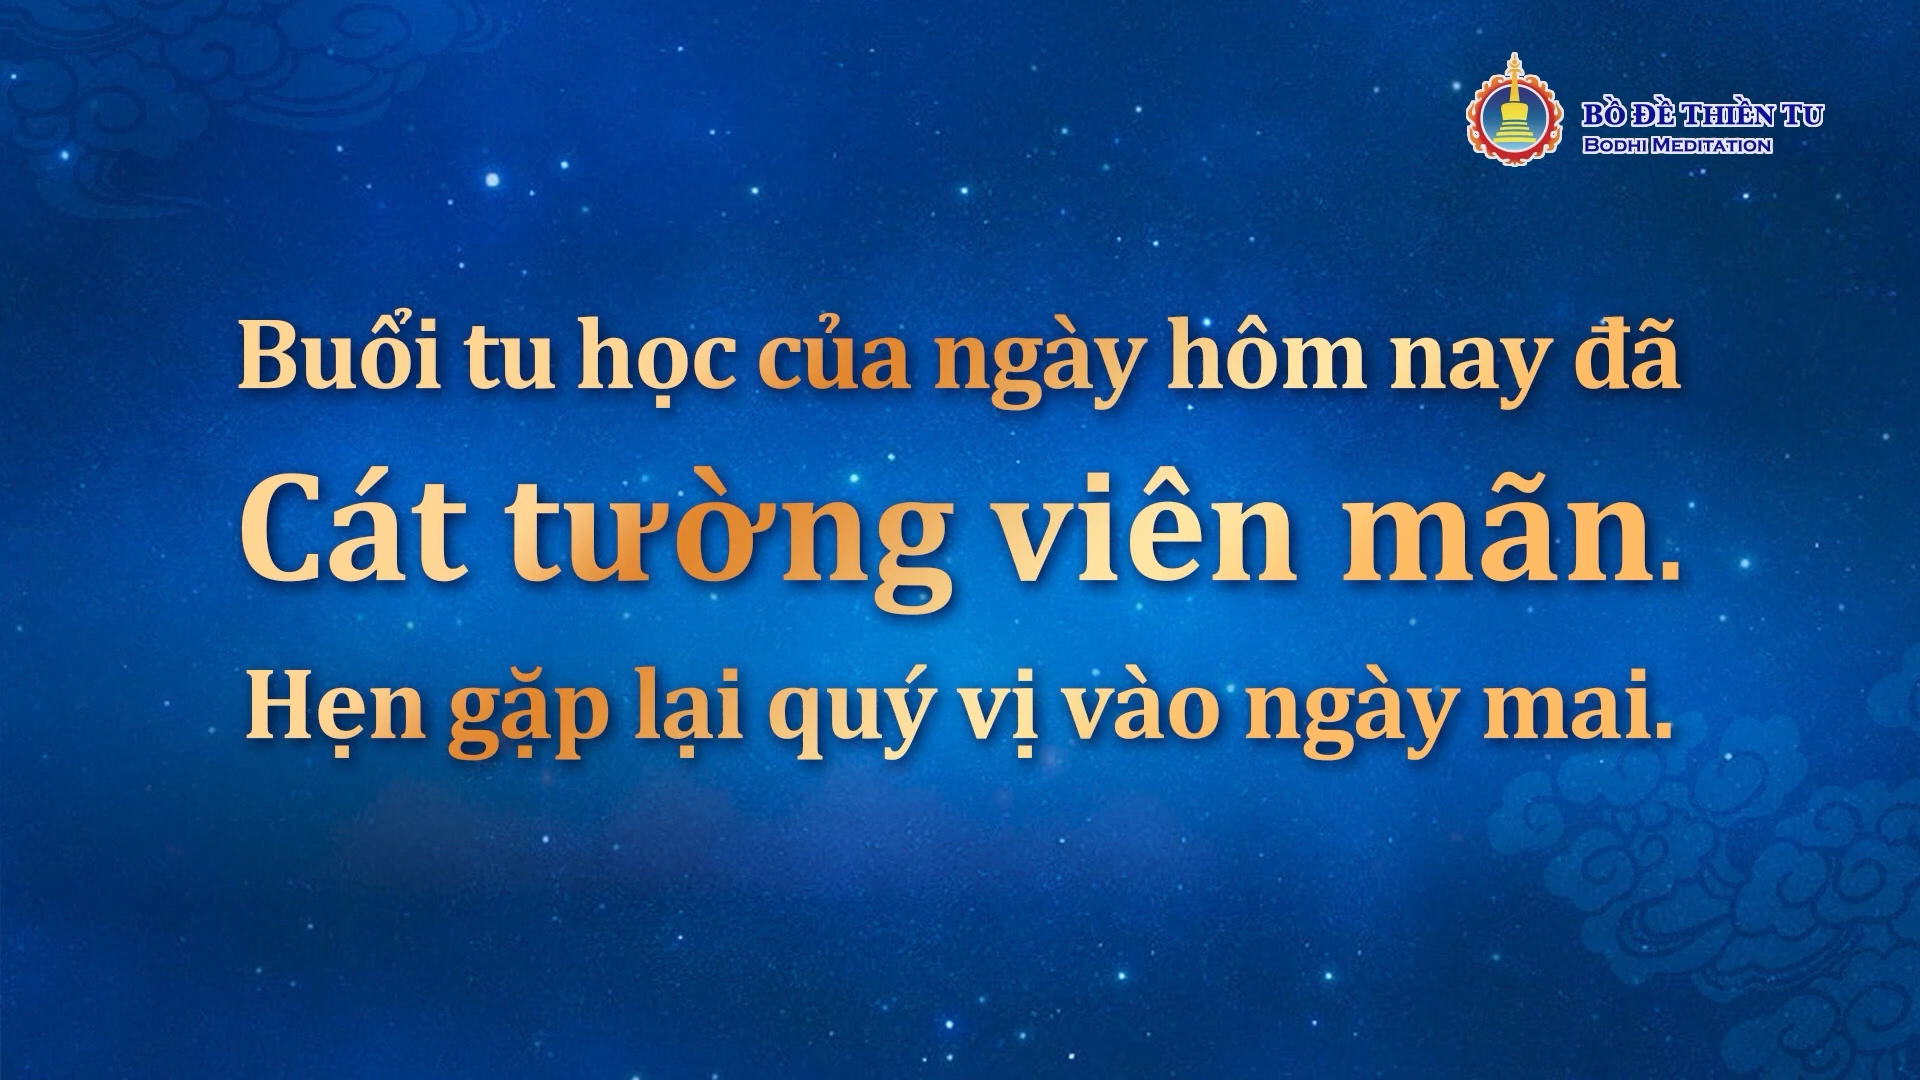 BỒ ĐỀ THIỀN TU
BODHI MEDITATION
Buổi tu học của ngày hôm nay đã
Cát tường viên mãn.
Hẹn gặp lại quý vị vào ngày mai.